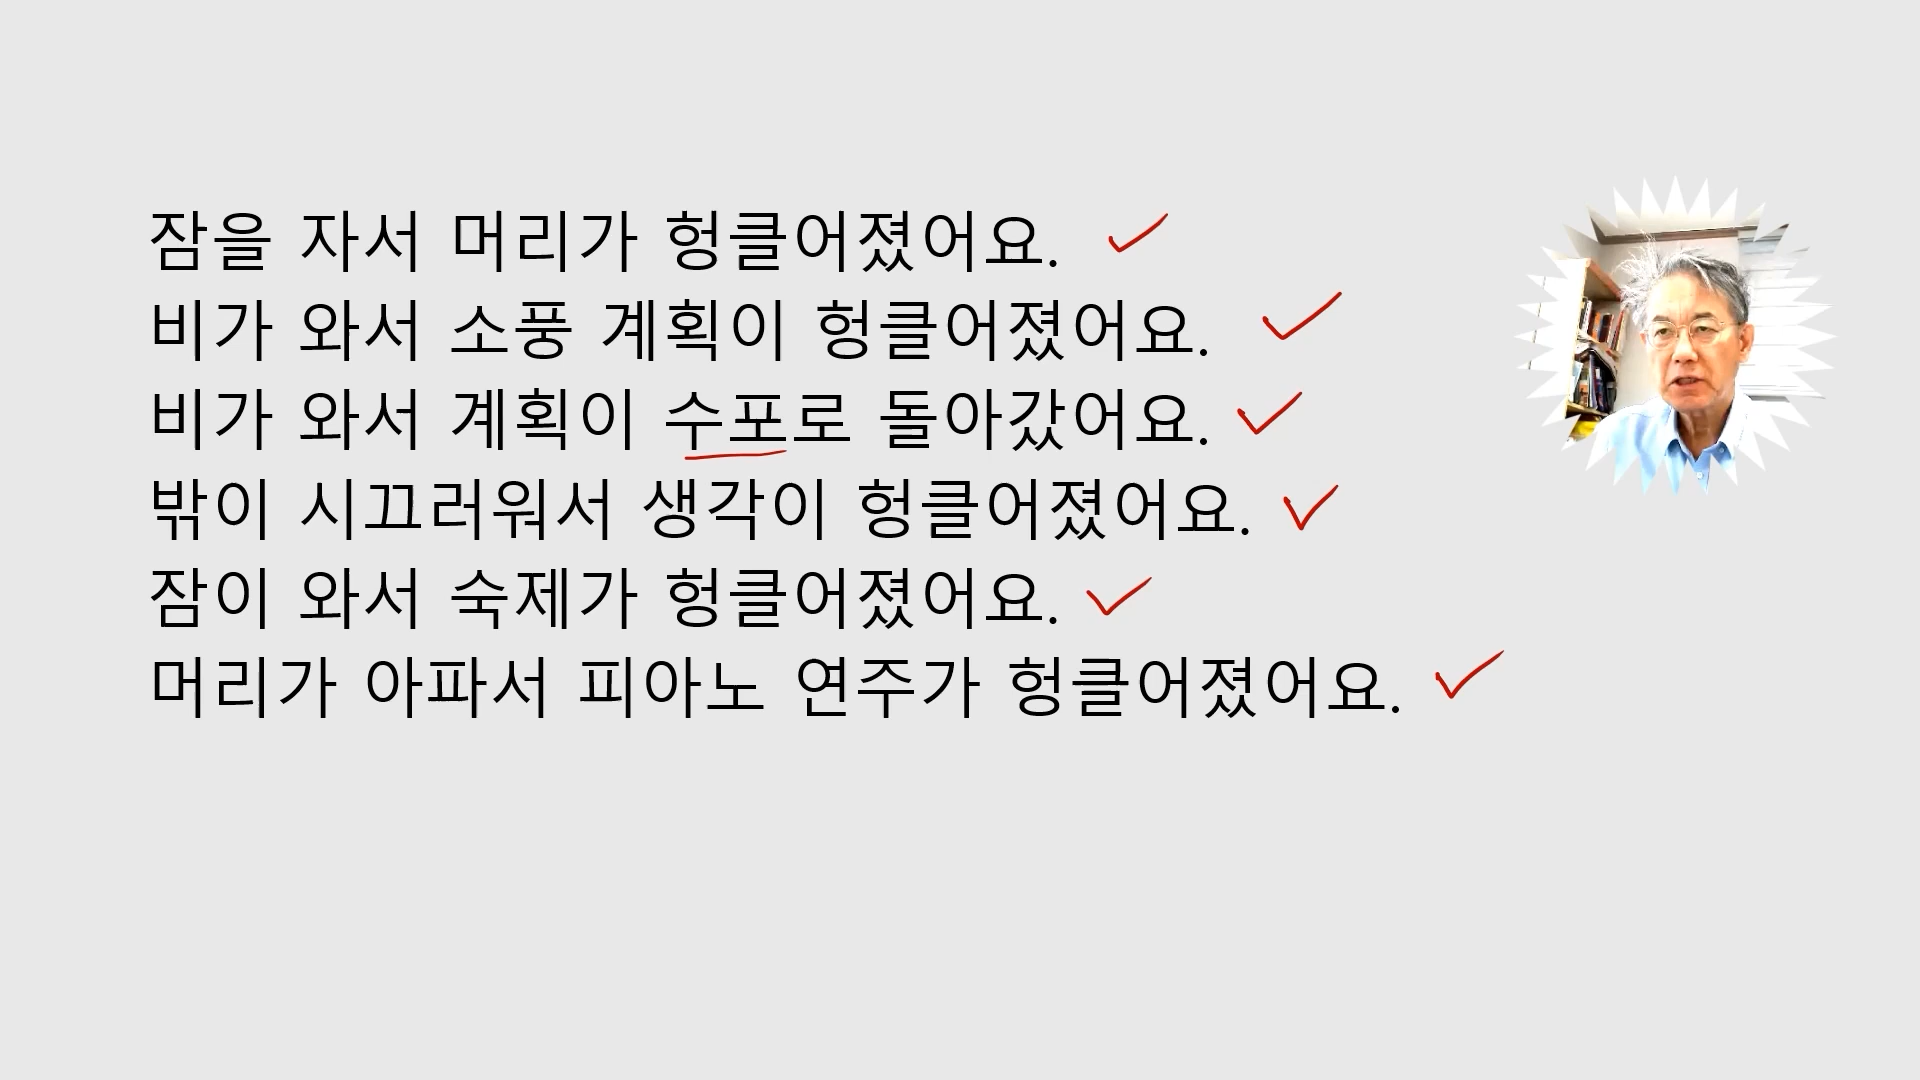 잠을 자서 머리가 헝클어졌어요.
비가 와서 소풍 계획이 헝클어졌어요.
비가 와서 계획이 수포로 돌아갔어요.
밖이 시끄러워서 생각이 헝클어졌어요.
잠이 와서 숙제가 헝클어졌어요.
머리가 아파서 피아노 연주가 헝클어졌어요.